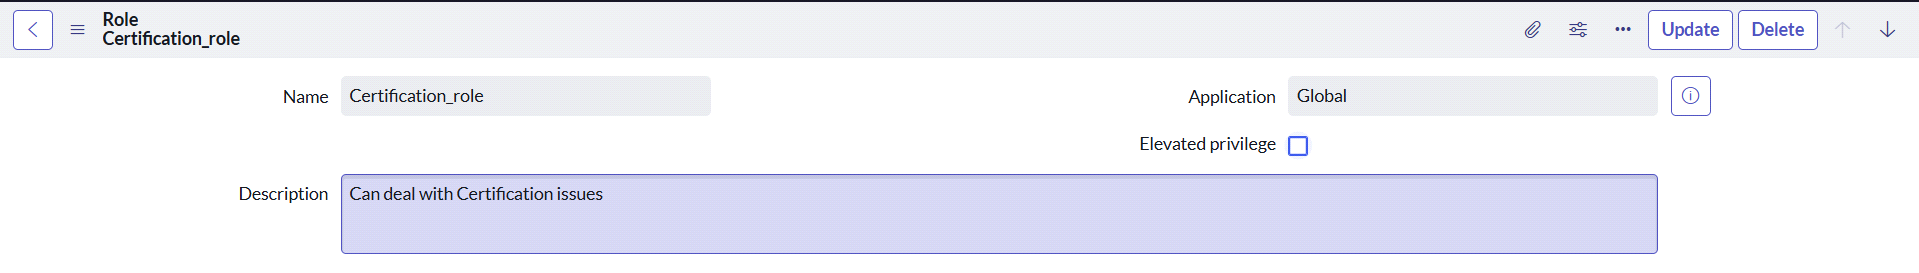 Role
Certification_role
Update
Delete
Name
Certification_role
Application
Global
Elevated privilege
Description
Can deal with Certification issues